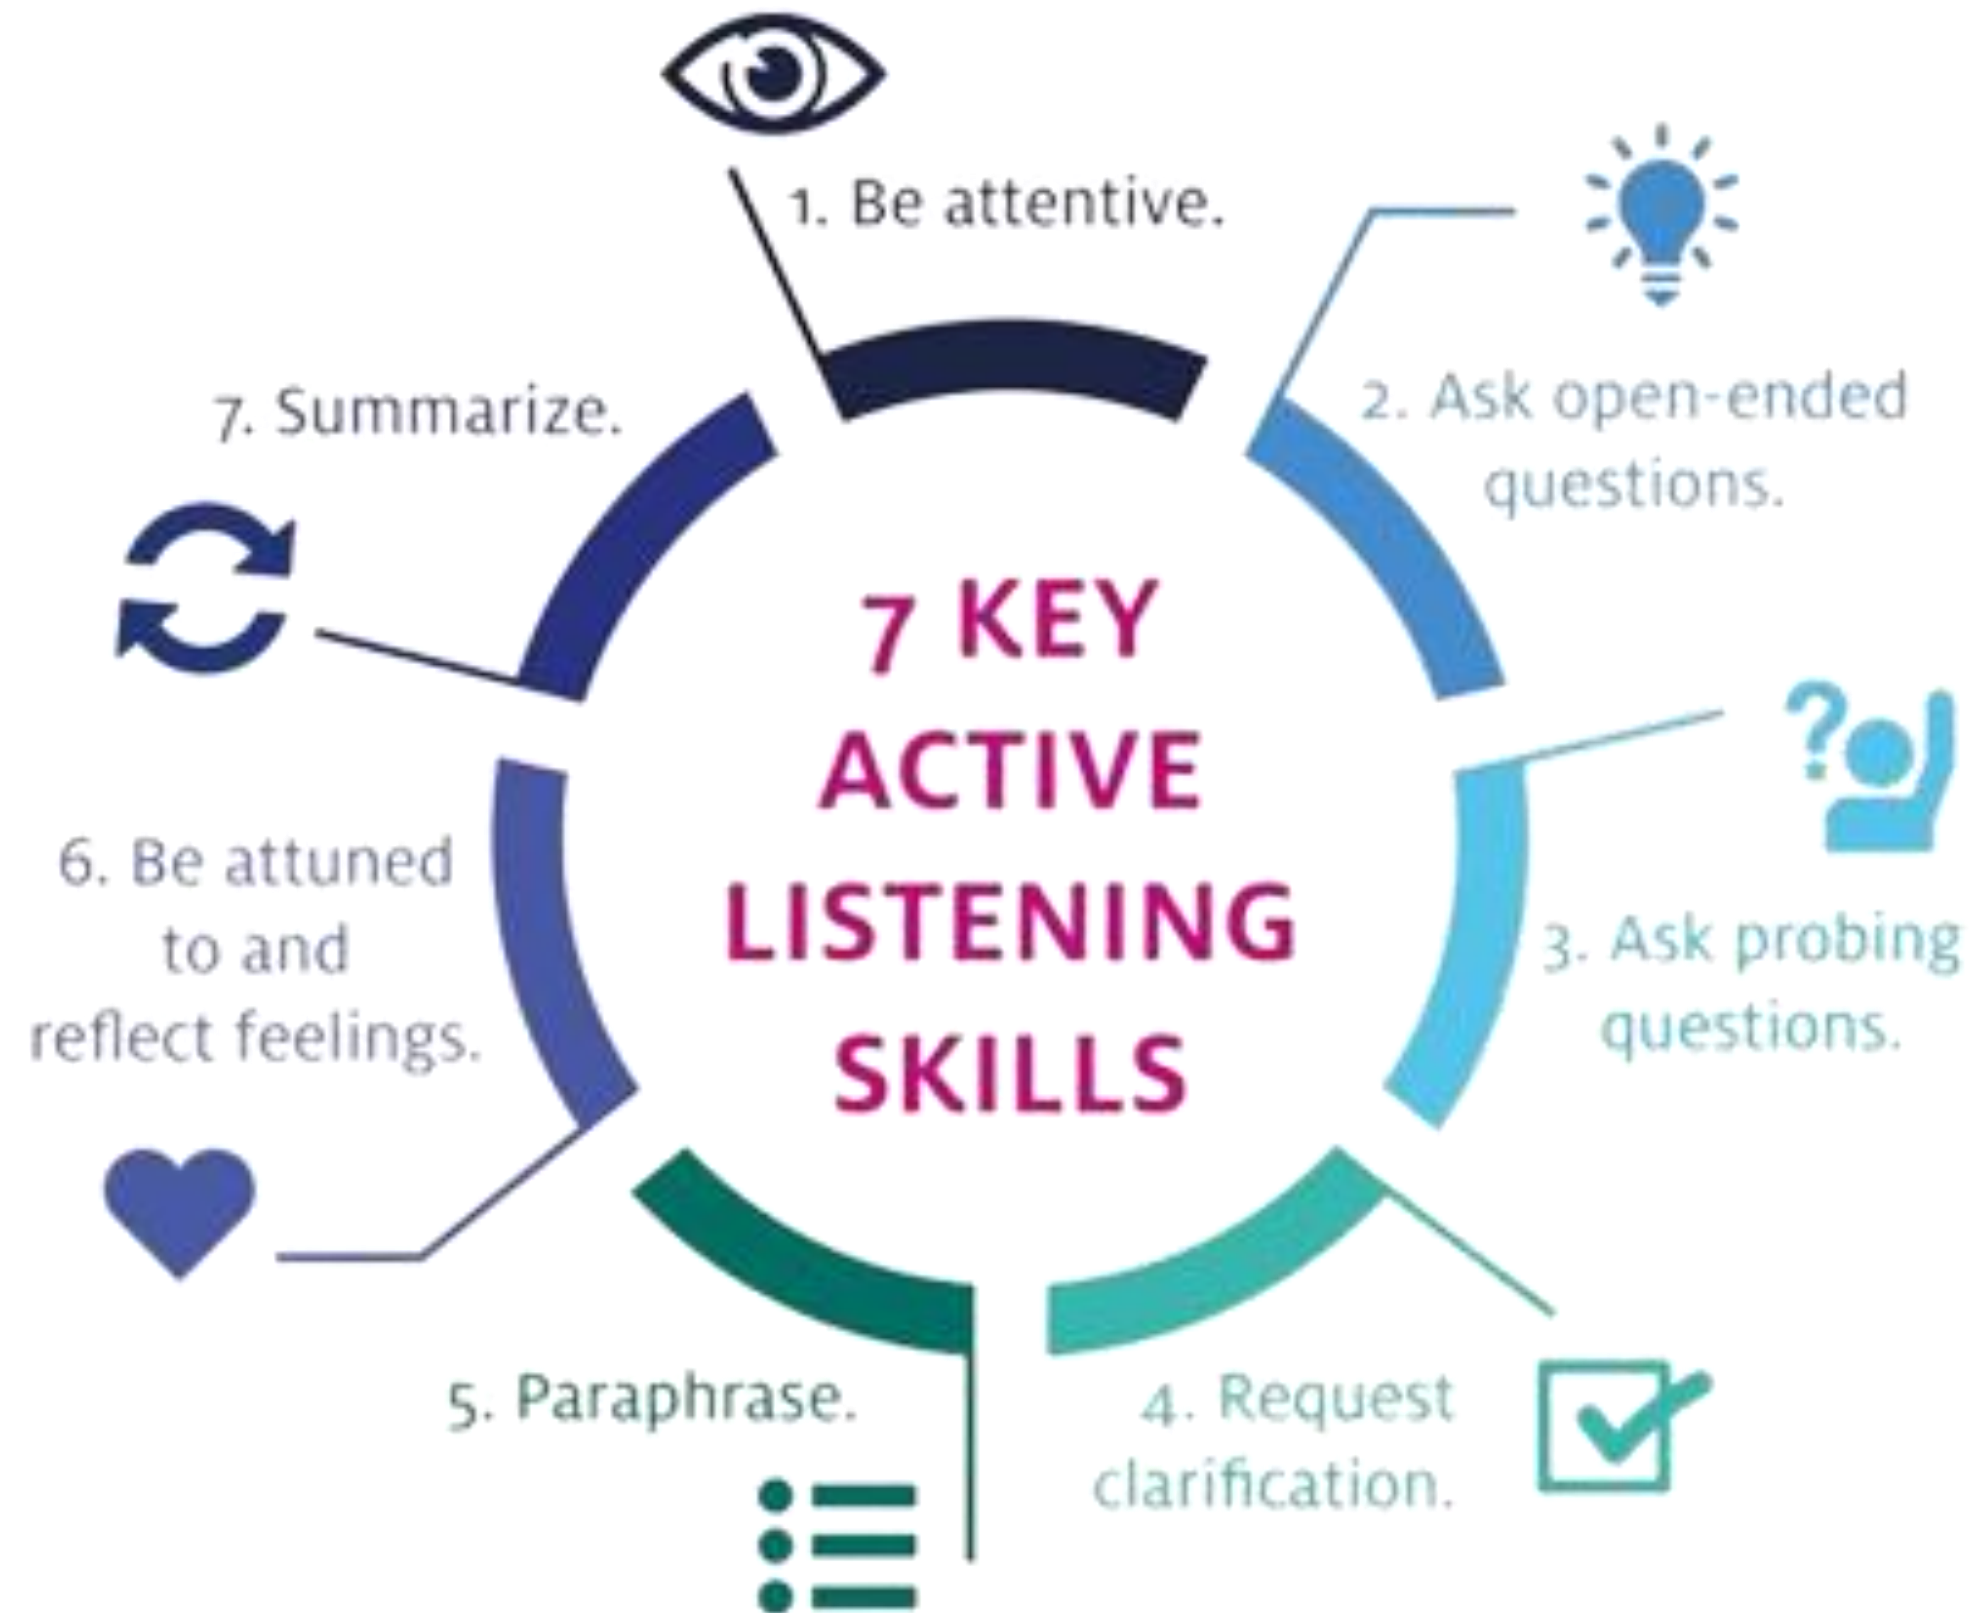 7 KEY
ACTIVE
LISTENING
SKILLS
1. Be attentive.
2. Ask open-ended
questions.
3. Ask probing
questions.
4. Request
clarification.
5. Paraphrase.
6. Be attuned
to and
reflect feelings.
7. Summarize.